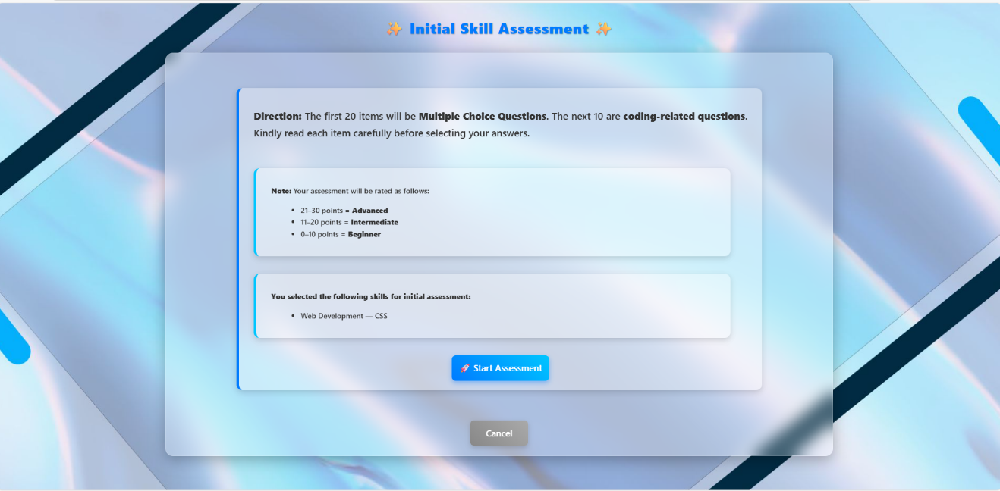 ✨ Initial Skill Assessment ✨
Direction: The first 20 items will be Multiple Choice Questions. The next 10 are coding-related questions.
Kindly read each item carefully before selecting your answers.
Note: Your assessment will be rated as follows:
• 21–30 points = Advanced
• 11–20 points = Intermediate
• 0–10 points = Beginner
You selected the following skills for initial assessment:
• Web Development — CSS
🚀 Start Assessment
Cancel